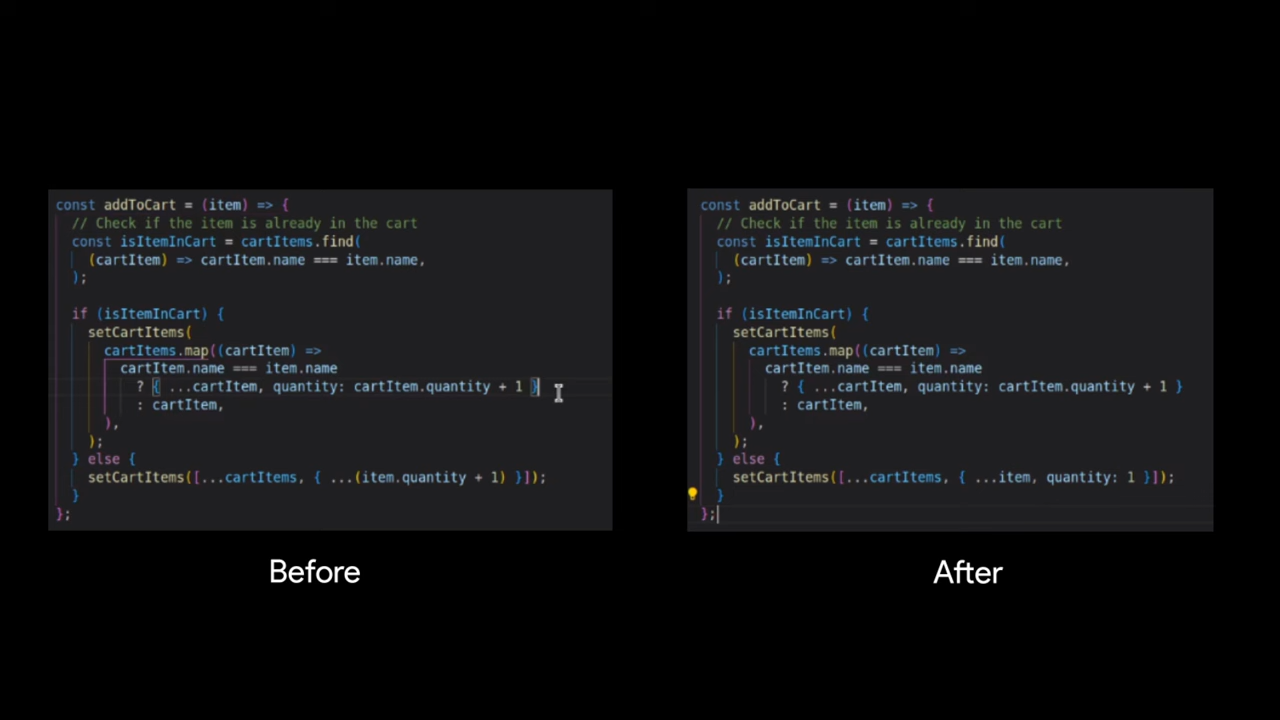 const addToCart = (item) => {
// Check if the item is already in the cart
const isItemInCart = cartItems.find(
(cartItem) => cartItem.name === item.name,
);
if (isItemInCart) {
setCartItems(
cartItems.map((cartItem) =>
cartItem.name === item.name
? { ...cartItem, quantity: cartItem.quantity + 1 }
: cartItem,
),
);
} else {
setCartItems([...cartItems, { ...(item.quantity + 1) }]);
}
};
Before
const addToCart = (item) => {
// Check if the item is already in the cart
const isItemInCart = cartItems.find(
(cartItem) => cartItem.name === item.name,
);
if (isItemInCart) {
setCartItems(
cartItems.map((cartItem) =>
cartItem.name === item.name
? { ...cartItem, quantity: cartItem.quantity + 1 }
: cartItem,
),
);
} else {
setCartItems([...cartItems, { ...item, quantity: 1 }]);
}
};
After